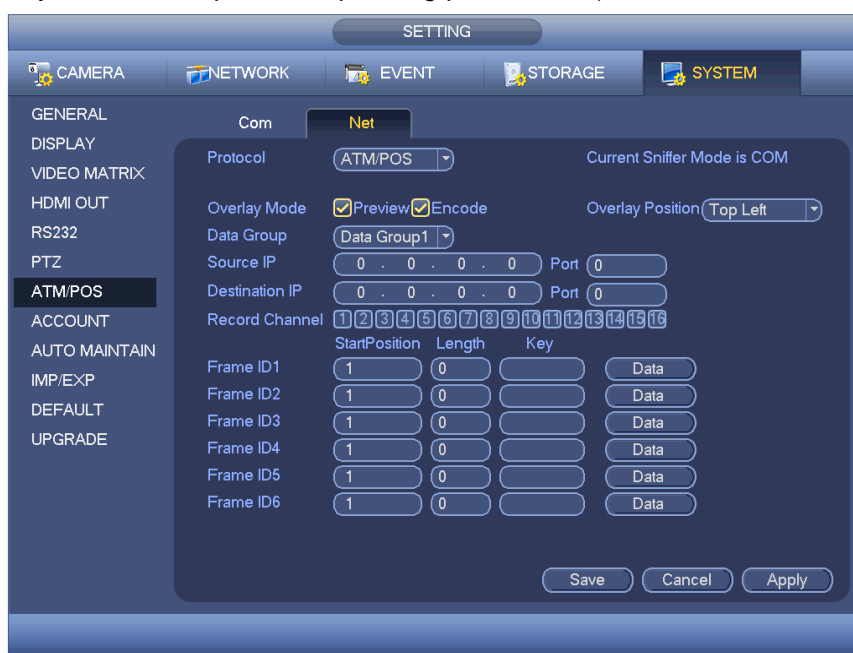 SETTING
CAMERA NETWORK EVENT STORAGE SYSTEM
GENERAL
DISPLAY
VIDEO MATRIX
HDMI OUT
RS232
PTZ
ATM/POS
ACCOUNT
AUTO MAINTAIN
IMP/EXP
DEFAULT
UPGRADE
Com Net
Protocol ATM/POS Current Sniffer Mode is COM
Overlay Mode Preview Encode Overlay Position Top Left
Data Group Data Group1
Source IP 0 . 0 . 0 . 0 Port 0
Destination IP 0 . 0 . 0 . 0 Port 0
Record Channel 1 2 3 4 5 6 7 8 9 10 11 12 13 14 15 16
StartPosition Length Key
Frame ID1 1 0 Data
Frame ID2 1 0 Data
Frame ID3 1 0 Data
Frame ID4 1 0 Data
Frame ID5 1 0 Data
Frame ID6 1 0 Data
Save Cancel Apply